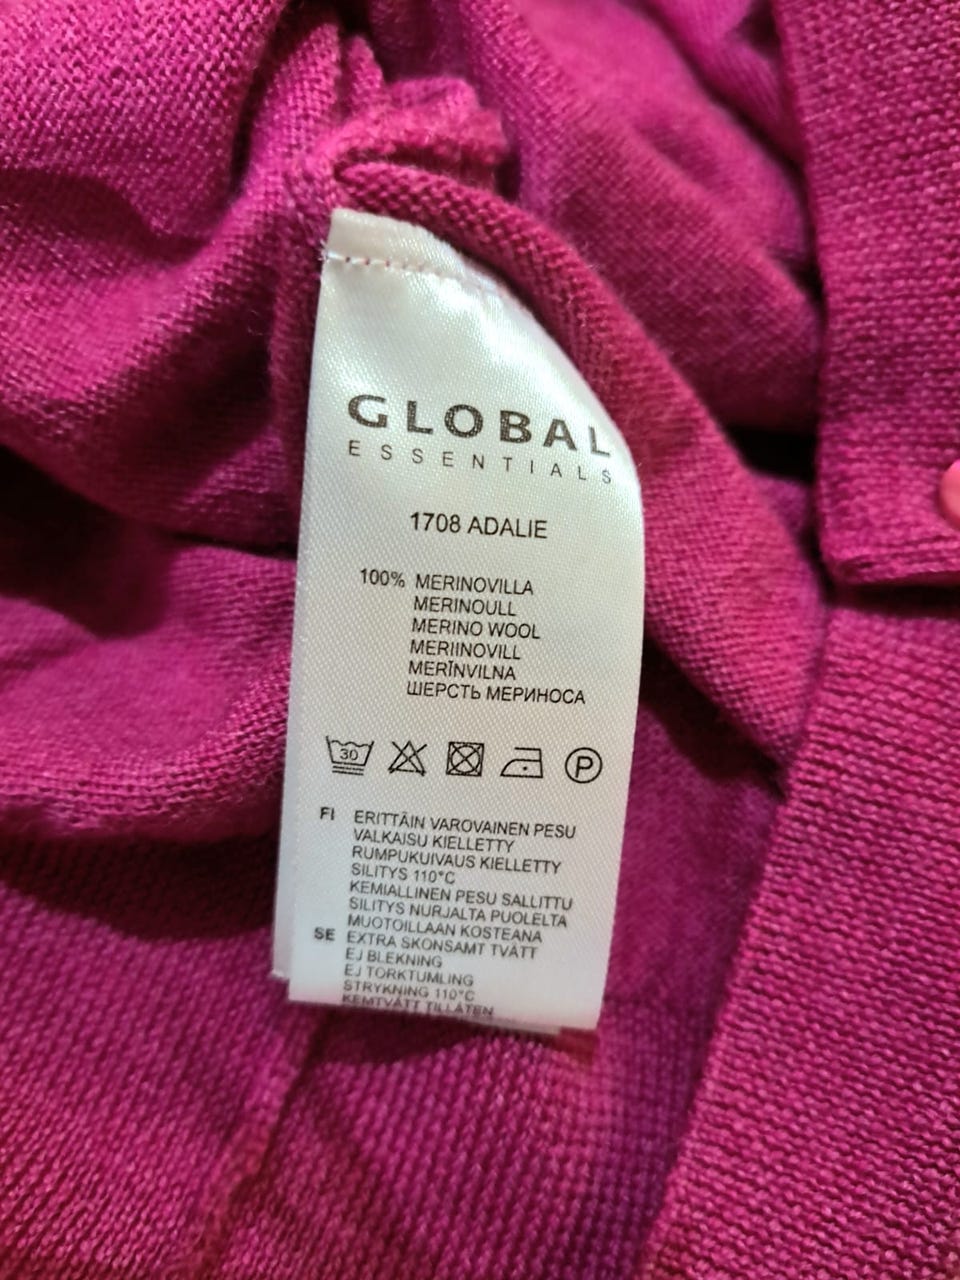 GLOBAL
ESSENTIALS
1708 ADALIE
100% MERINOVILLA
MERINOULL
MERINO WOOL
MERIINOVILL
MERĪNVILNA
ШЕРСТЬ МЕРИНОСА
30 P
FI ERITTÄIN VAROVAINEN PESU
VALKAISU KIELLETTY
RUMPUKUIVAUS KIELLETTY
SILITYS 110°C
KEMIALLINEN PESU SALLITTU
SILITYS NURJALTA PUOLELTA
MUOTOILLAAN KOSTEANA
SE EXTRA SKONSAMT TVÄTT
EJ BLEKNING
EJ TORKTUMLING
STRYKNING 110°C
KEMTVÄTT TILLÅTEN